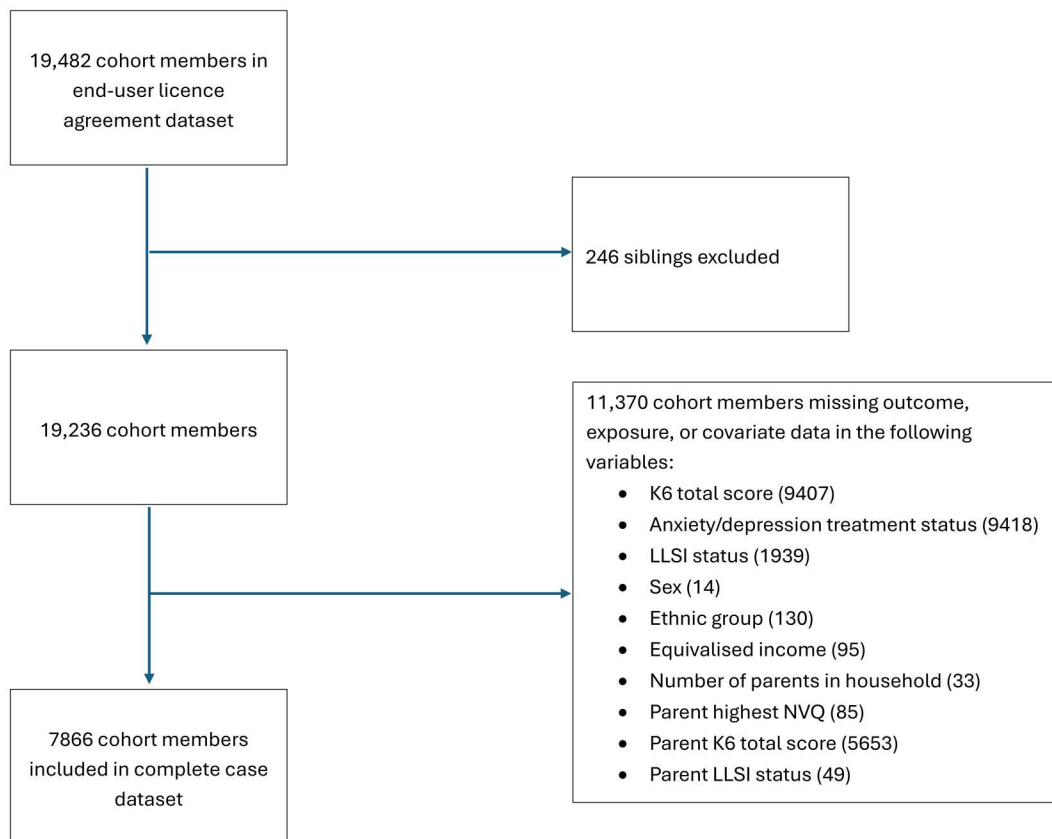 19,482 cohort members in
end-user licence
agreement dataset
246 siblings excluded
19,236 cohort members
11,370 cohort members missing outcome,
exposure, or covariate data in the following
variables:
• K6 total score (9407)
• Anxiety/depression treatment status (9418)
• LLSI status (1939)
• Sex (14)
• Ethnic group (130)
• Equivalised income (95)
• Number of parents in household (33)
• Parent highest NVQ (85)
• Parent K6 total score (5653)
• Parent LLSI status (49)
7866 cohort members
included in complete case
dataset